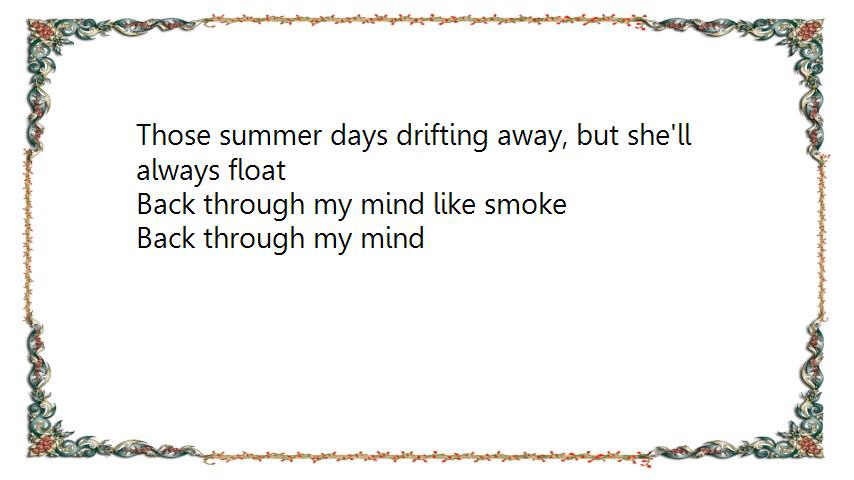 Those summer days drifting away, but she'll
always float
Back through my mind like smoke
Back through my mind